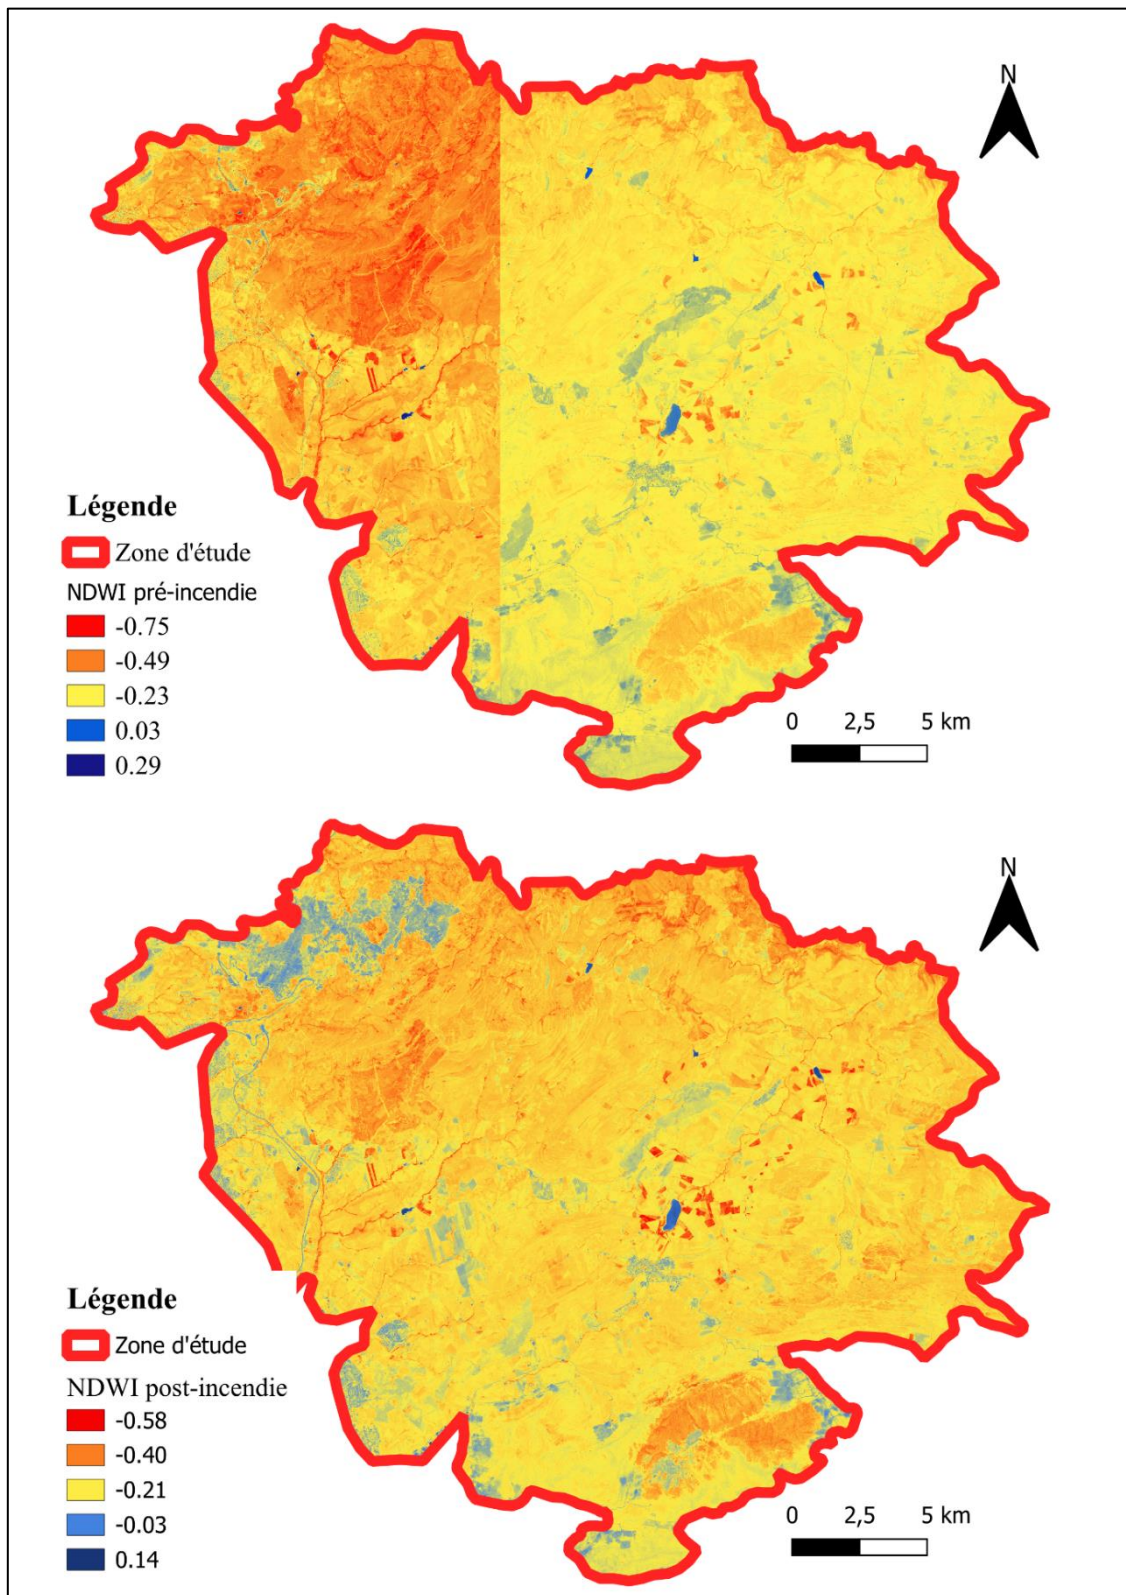 N
Légende
Zone d'étude
NDWI pré-incendie
-0.75
-0.49
-0.23
0.03
0.29
0 2,5 5 km
N
Légende
Zone d'étude
NDWI post-incendie
-0.58
-0.40
-0.21
-0.03
0.14
0 2,5 5 km